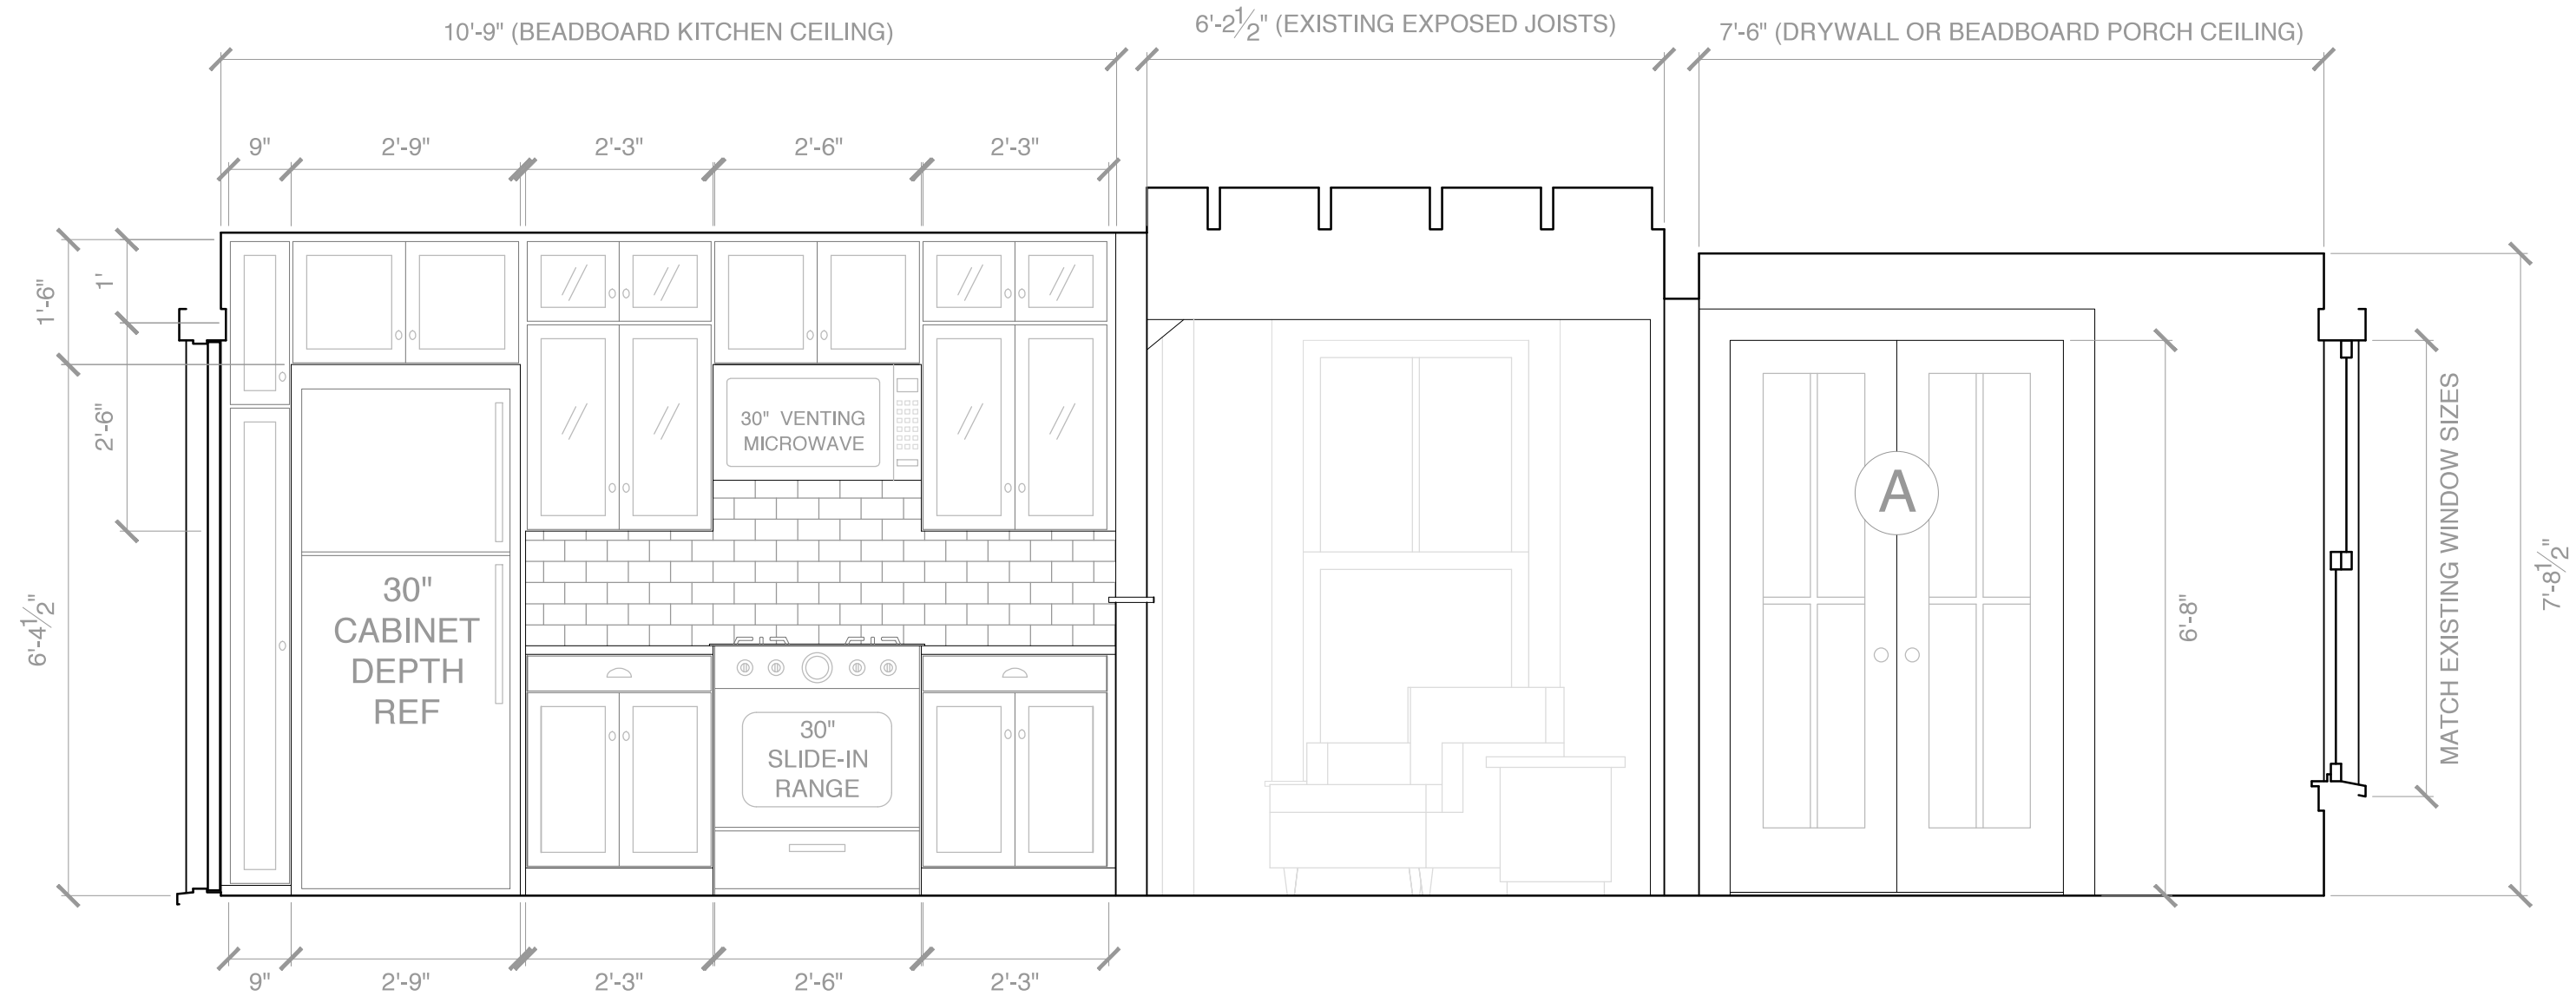 10'-9" (BEADBOARD KITCHEN CEILING)
6'-2½" (EXISTING EXPOSED JOISTS)
7'-6" (DRYWALL OR BEADBOARD PORCH CEILING)
9"
2'-9"
2'-3"
2'-6"
2'-3"
1'-6"
1'
2'-6"
6'-4½"
30" VENTING
MICROWAVE
30"
CABINET
DEPTH
REF
30"
SLIDE-IN
RANGE
A
6'-8"
MATCH EXISTING WINDOW SIZES
7'-8½"
9"
2'-9"
2'-3"
2'-6"
2'-3"